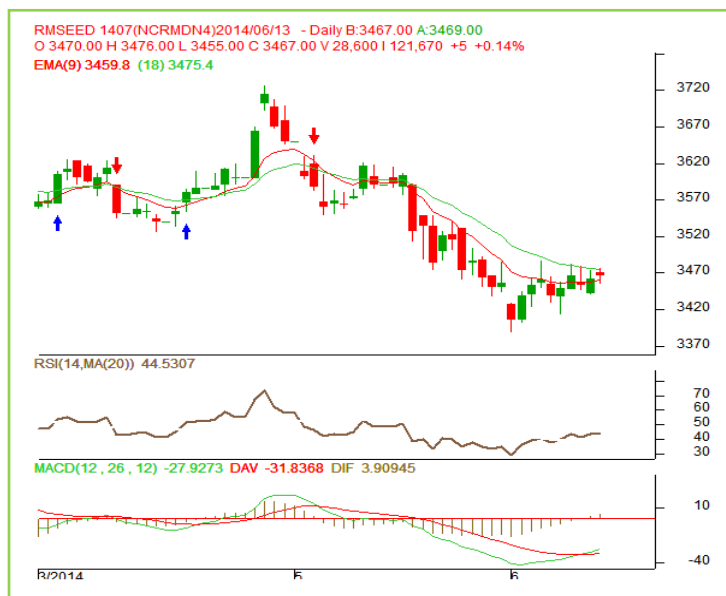 RMSEED 1407(NCRMDN4)2014/06/13 - Daily B:3467.00 A:3469.00
O 3470.00 H 3476.00 L 3455.00 C 3467.00 V 28,600 I 121,670 +5 +0.14%
EMA(9) 3459.8 (18) 3475.4
3720
3670
3620
3570
3520
3470
3420
3370
RSI(14,MA(20)) 44.5307
70
60
50
40
30
MACD(12 , 26 , 12) -27.9273 DAV -31.8368 DIF 3.90945
10
-40
3/2014 5 6